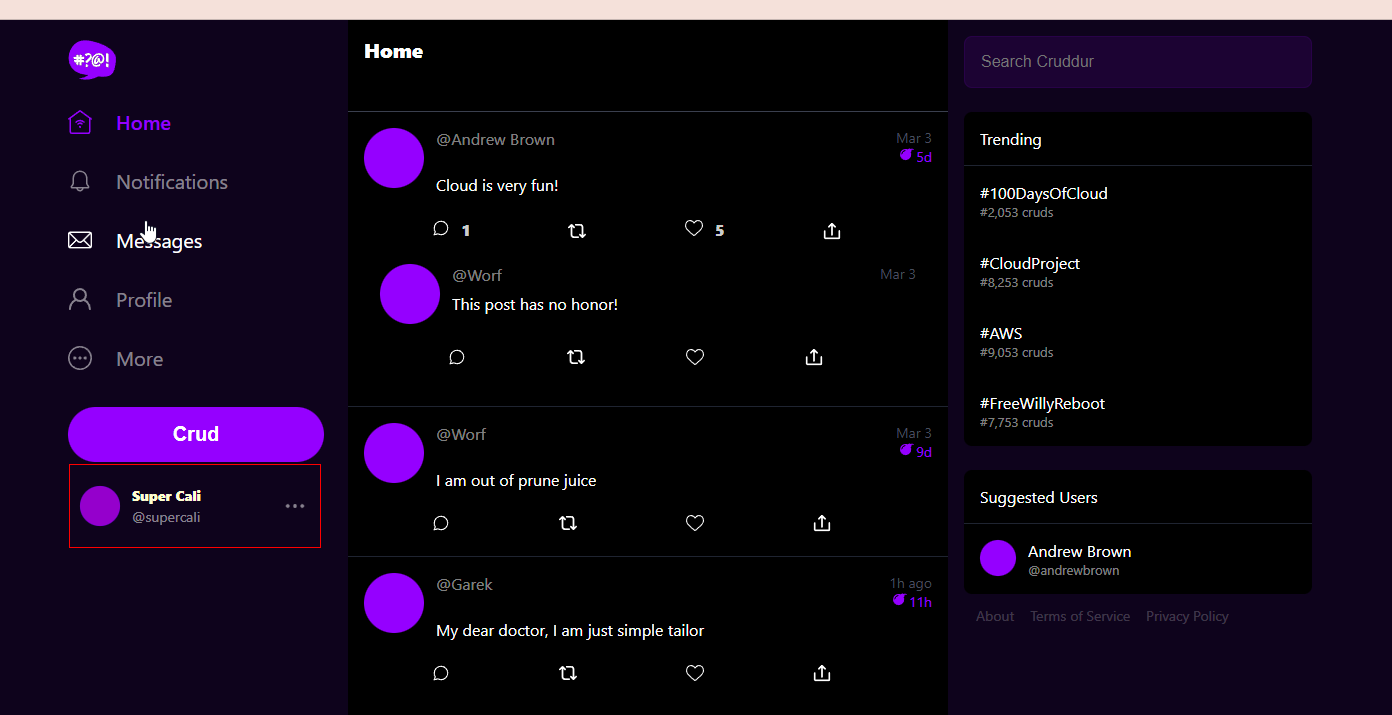 #?@!
Home
Notifications
Messages
Profile
More
Crud
Super Cali
@supercali
Home
@Andrew Brown
Mar 3
5d
Cloud is very fun!
1
5
@Worf
Mar 3
This post has no honor!
@Worf
Mar 3
9d
I am out of prune juice
@Garek
1h ago
11h
My dear doctor, I am just simple tailor
Search Cruddur
Trending
#100DaysOfCloud
#2,053 cruds
#CloudProject
#8,253 cruds
#AWS
#9,053 cruds
#FreeWillyReboot
#7,753 cruds
Suggested Users
Andrew Brown
@andrewbrown
About Terms of Service Privacy Policy